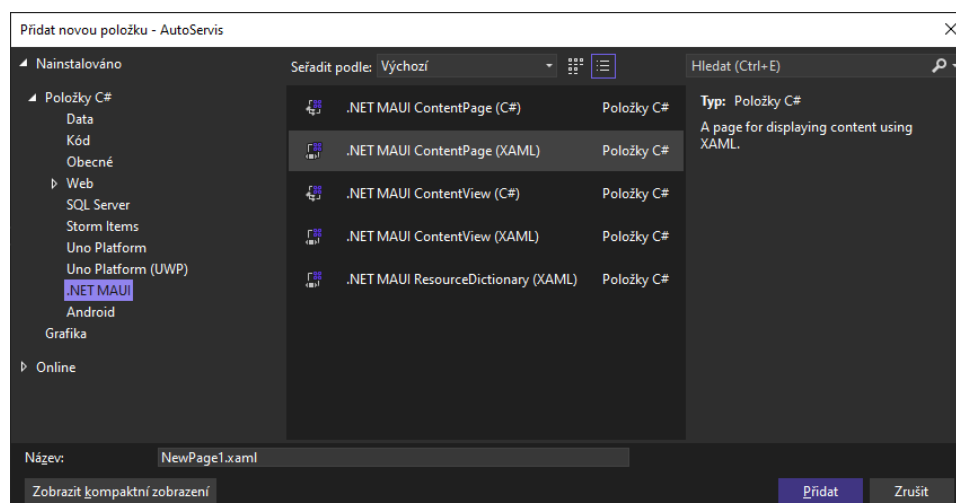 Přidat novou položku - AutoServis
Nainstalováno
Položky C#
Data
Kód
Obecné
Web
SQL Server
Storm Items
Uno Platform
Uno Platform (UWP)
.NET MAUI
Android
Grafika
Online
Seřadit podle: Výchozí
.NET MAUI ContentPage (C#) Položky C#
.NET MAUI ContentPage (XAML) Položky C#
.NET MAUI ContentView (C#) Položky C#
.NET MAUI ContentView (XAML) Položky C#
.NET MAUI ResourceDictionary (XAML) Položky C#
Hledat (Ctrl+E)
Typ: Položky C#
A page for displaying content using
XAML.
Název: NewPage1.xaml
Zobrazit kompaktní zobrazení
Přidat Zrušit